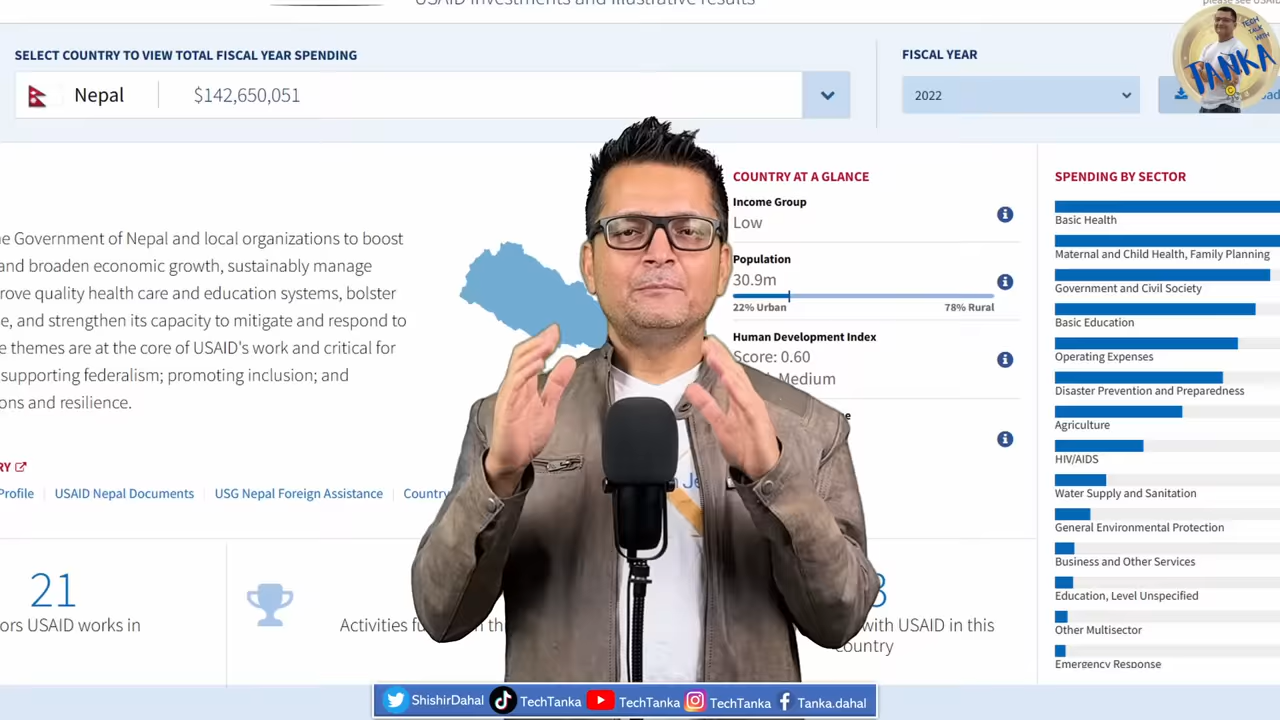 USAID investments and illustrative results
please see USAID
SELECT COUNTRY TO VIEW TOTAL FISCAL YEAR SPENDING
Nepal $142,650,051
FISCAL YEAR
2022
TECH TALK WITH TANKA
e Government of Nepal and local organizations to boost
and broaden economic growth, sustainably manage
rove quality health care and education systems, bolster
e, and strengthen its capacity to mitigate and respond to
e themes are at the core of USAID's work and critical for
supporting federalism; promoting inclusion; and
ons and resilience.
RY
Profile USAID Nepal Documents USG Nepal Foreign Assistance Country
21
ors USAID works in
Activities fu n th
COUNTRY AT A GLANCE
Income Group
Low
Population
30.9m
22% Urban 78% Rural
Human Development Index
Score: 0.60
Medium
e
with USAID in this
country
SPENDING BY SECTOR
Basic Health
Maternal and Child Health, Family Planning
Government and Civil Society
Basic Education
Operating Expenses
Disaster Prevention and Preparedness
Agriculture
HIV/AIDS
Water Supply and Sanitation
General Environmental Protection
Business and Other Services
Education, Level Unspecified
Other Multisector
Emergency Response
ShishirDahal TechTanka TechTanka TechTanka Tanka.dahal